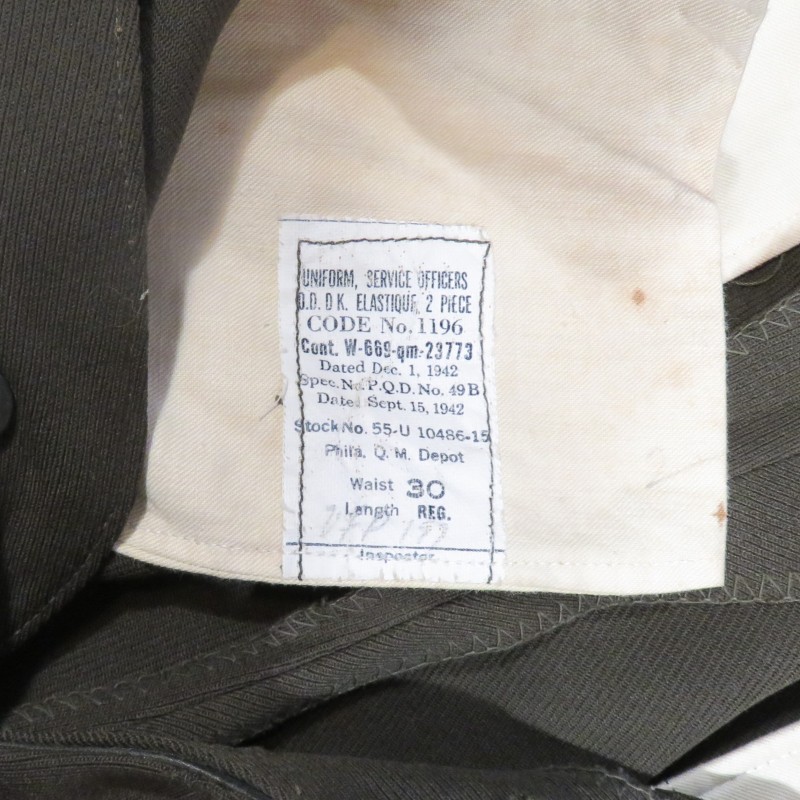 UNIFORM, SERVICE OFFICERS
O.D. D K. ELASTIQUE, 2 PIECE
CODE No. 1196
Cont. W-669-qm-23773
Dated Dec. 1, 1942
Spec. No. P.Q.D. No. 49B
Date Sept. 15, 1942
Stock No. 55-U 10486-15
Phila. Q. M. Depot
Waist 30
Length REG.
Inspector